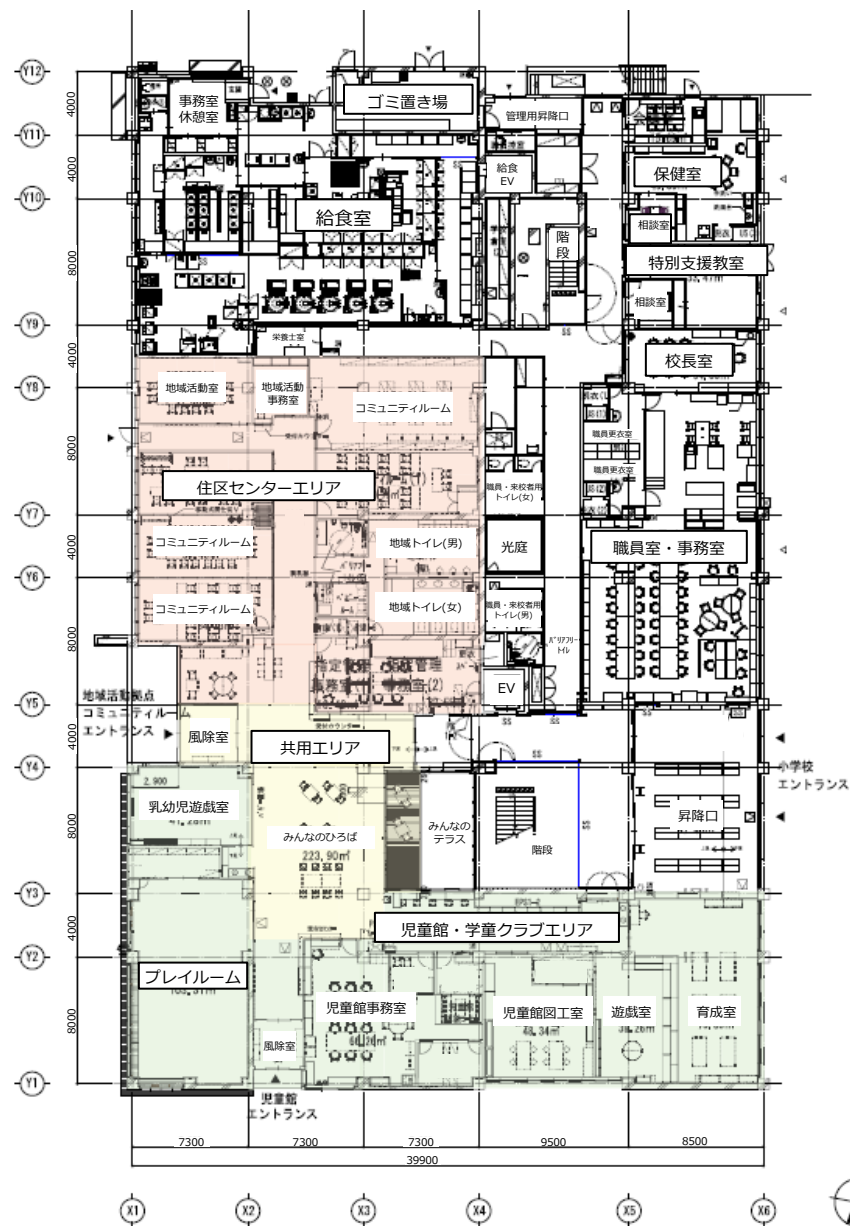 Y12
4000
事務室
休憩室
ゴミ置き場
管理用昇降口
Y11
4000
給食
EV
保健室
Y10
給食室
相談室
階
段
8000
特別支援教室
相談室
Y9
4000
栄養士室
校長室
Y8
地域活動室
地域活動
事務室
コミュニティルーム
8000
職員更衣室
住区センターエリア
職員更衣室
職員・来校者用
トイレ(女)
Y7
4000
コミュニティルーム
地域トイレ(男)
光庭
職員室・事務室
Y6
コミュニティルーム
地域トイレ(女)
職員・来校者用
トイレ(男)
8000
バリアフリー
トイレ
EV
地域活動拠点
コミュニティルーム
エントランス
Y5
4000
風除室
共用エリア
SS
Y4
小学校
エントランス
2.900
乳幼児遊戯室
8000
みんなのひろば
223.90㎡
みんなの
テラス
階段
昇降口
SS
Y3
4000
児童館・学童クラブエリア
Y2
プレイルーム
8000
児童館事務室
児童館図工室
48.34㎡
遊戯室
育成室
風除室
Y1
児童館
エントランス
7300
7300
7300
9500
8500
39900
X1
X2
X3
X4
X5
X6